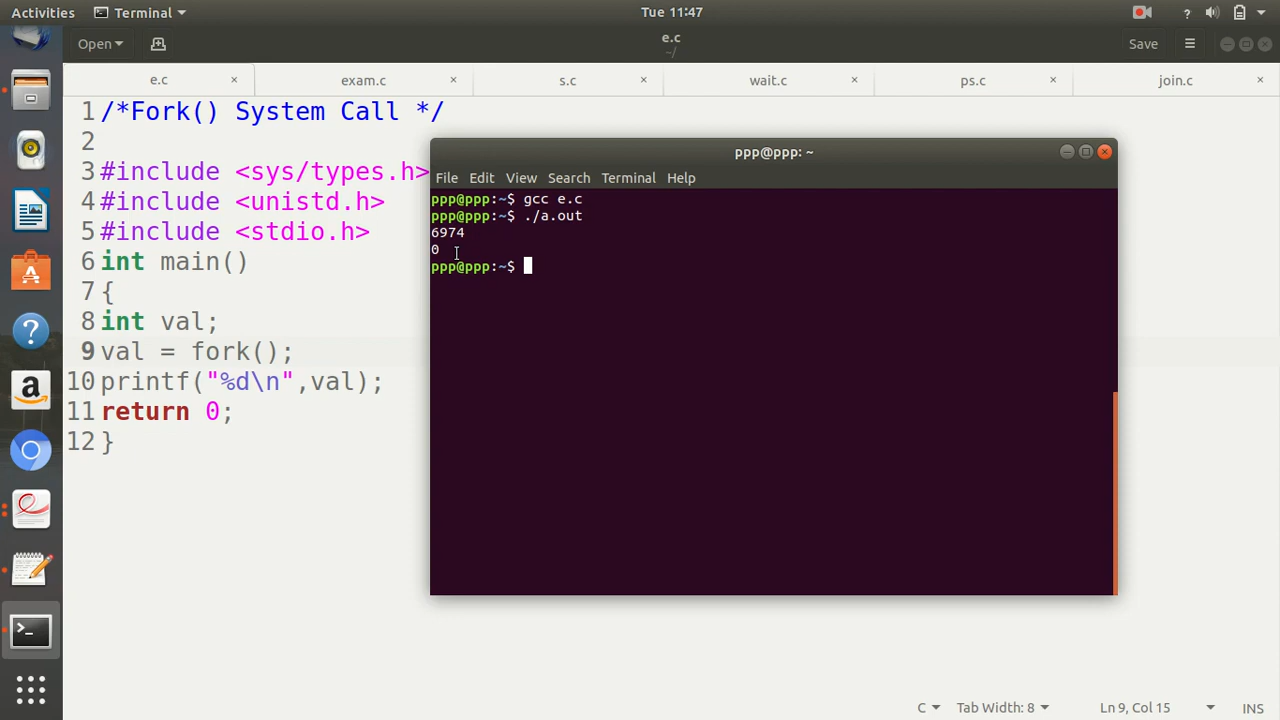 Activities Terminal Tue 11:47 ?
Open e.c Save
~/
e.c × exam.c × s.c × wait.c × ps.c × join.c ×
1 /*Fork() System Call */
2
3 #include <sys/types.h>
4 #include <unistd.h>
5 #include <stdio.h>
6 int main()
7 {
8 int val;
9 val = fork();
10 printf("%d\n",val);
11 return 0;
12 }
ppp@ppp: ~
File Edit View Search Terminal Help
ppp@ppp:~$ gcc e.c
ppp@ppp:~$ ./a.out
6974
0
ppp@ppp:~$
C Tab Width: 8 Ln 9, Col 15 INS